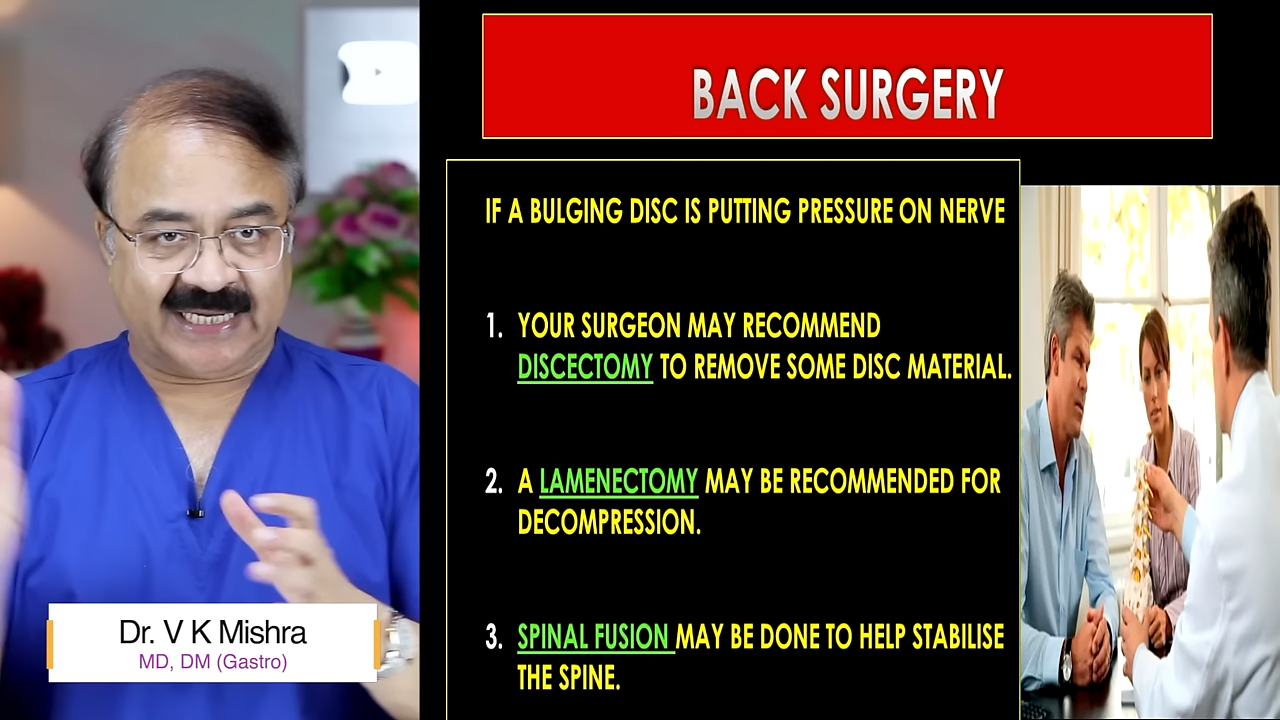 BACK SURGERY
IF A BULGING DISC IS PUTTING PRESSURE ON NERVE
1. YOUR SURGEON MAY RECOMMEND
DISCECTOMY TO REMOVE SOME DISC MATERIAL.
2. A LAMENECTOMY MAY BE RECOMMENDED FOR
DECOMPRESSION.
3. SPINAL FUSION MAY BE DONE TO HELP STABILISE
THE SPINE.
Dr. V K Mishra
MD, DM (Gastro)